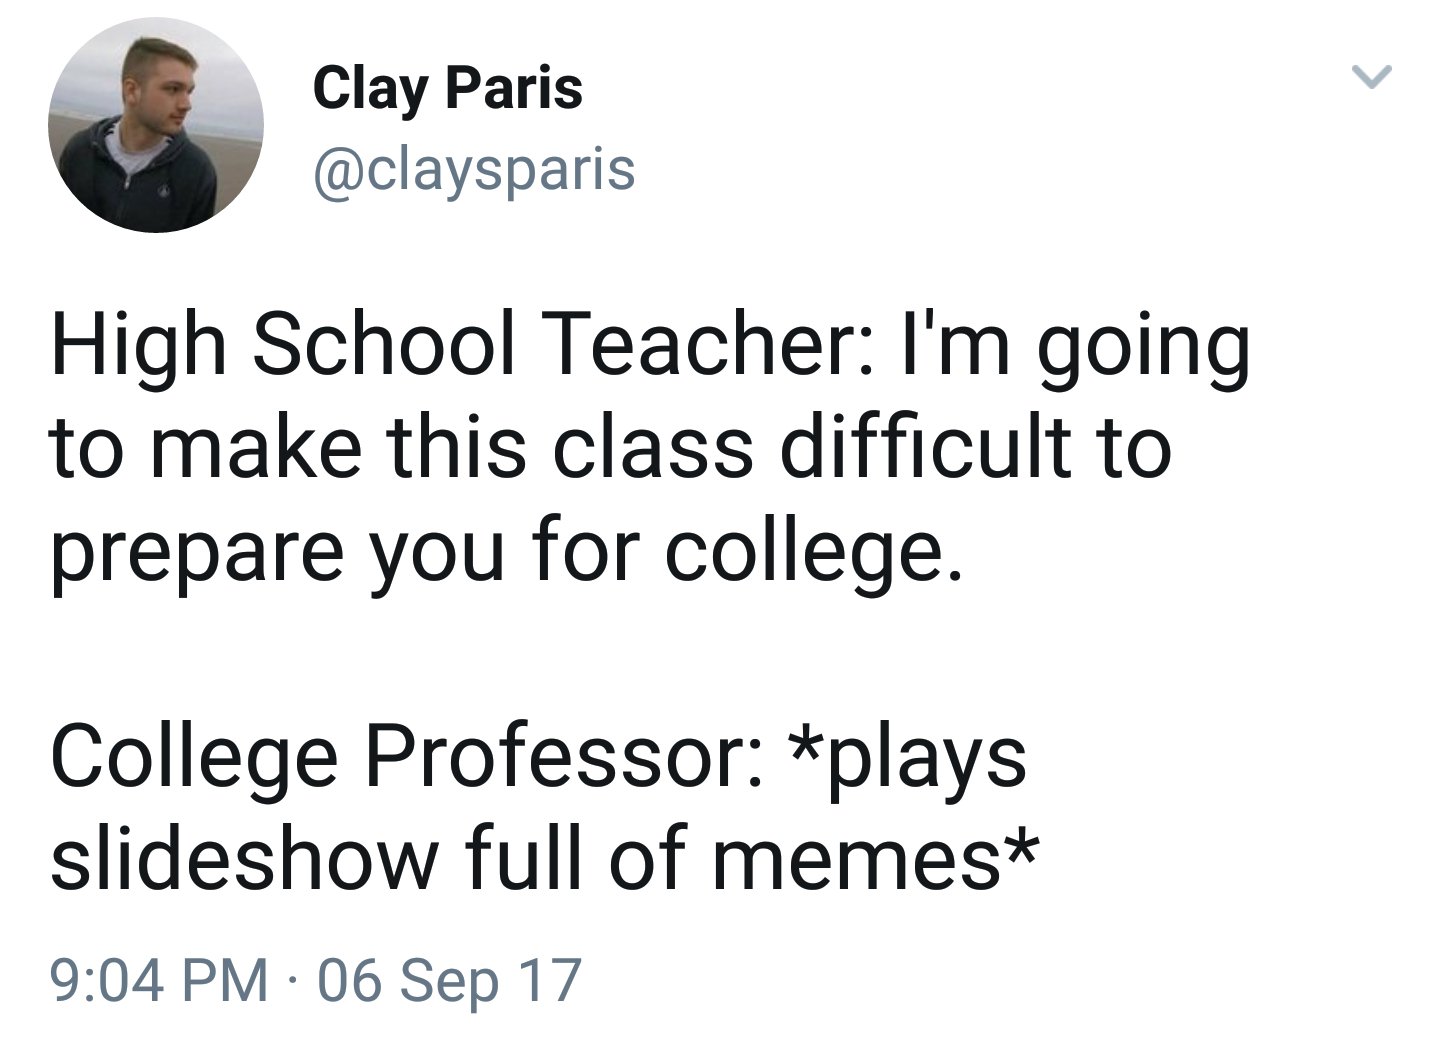 Clay Paris
@claysparis
High School Teacher: I'm going
to make this class difficult to
prepare you for college.
College Professor: *plays
slideshow full of memes*
9:04 PM · 06 Sep 17